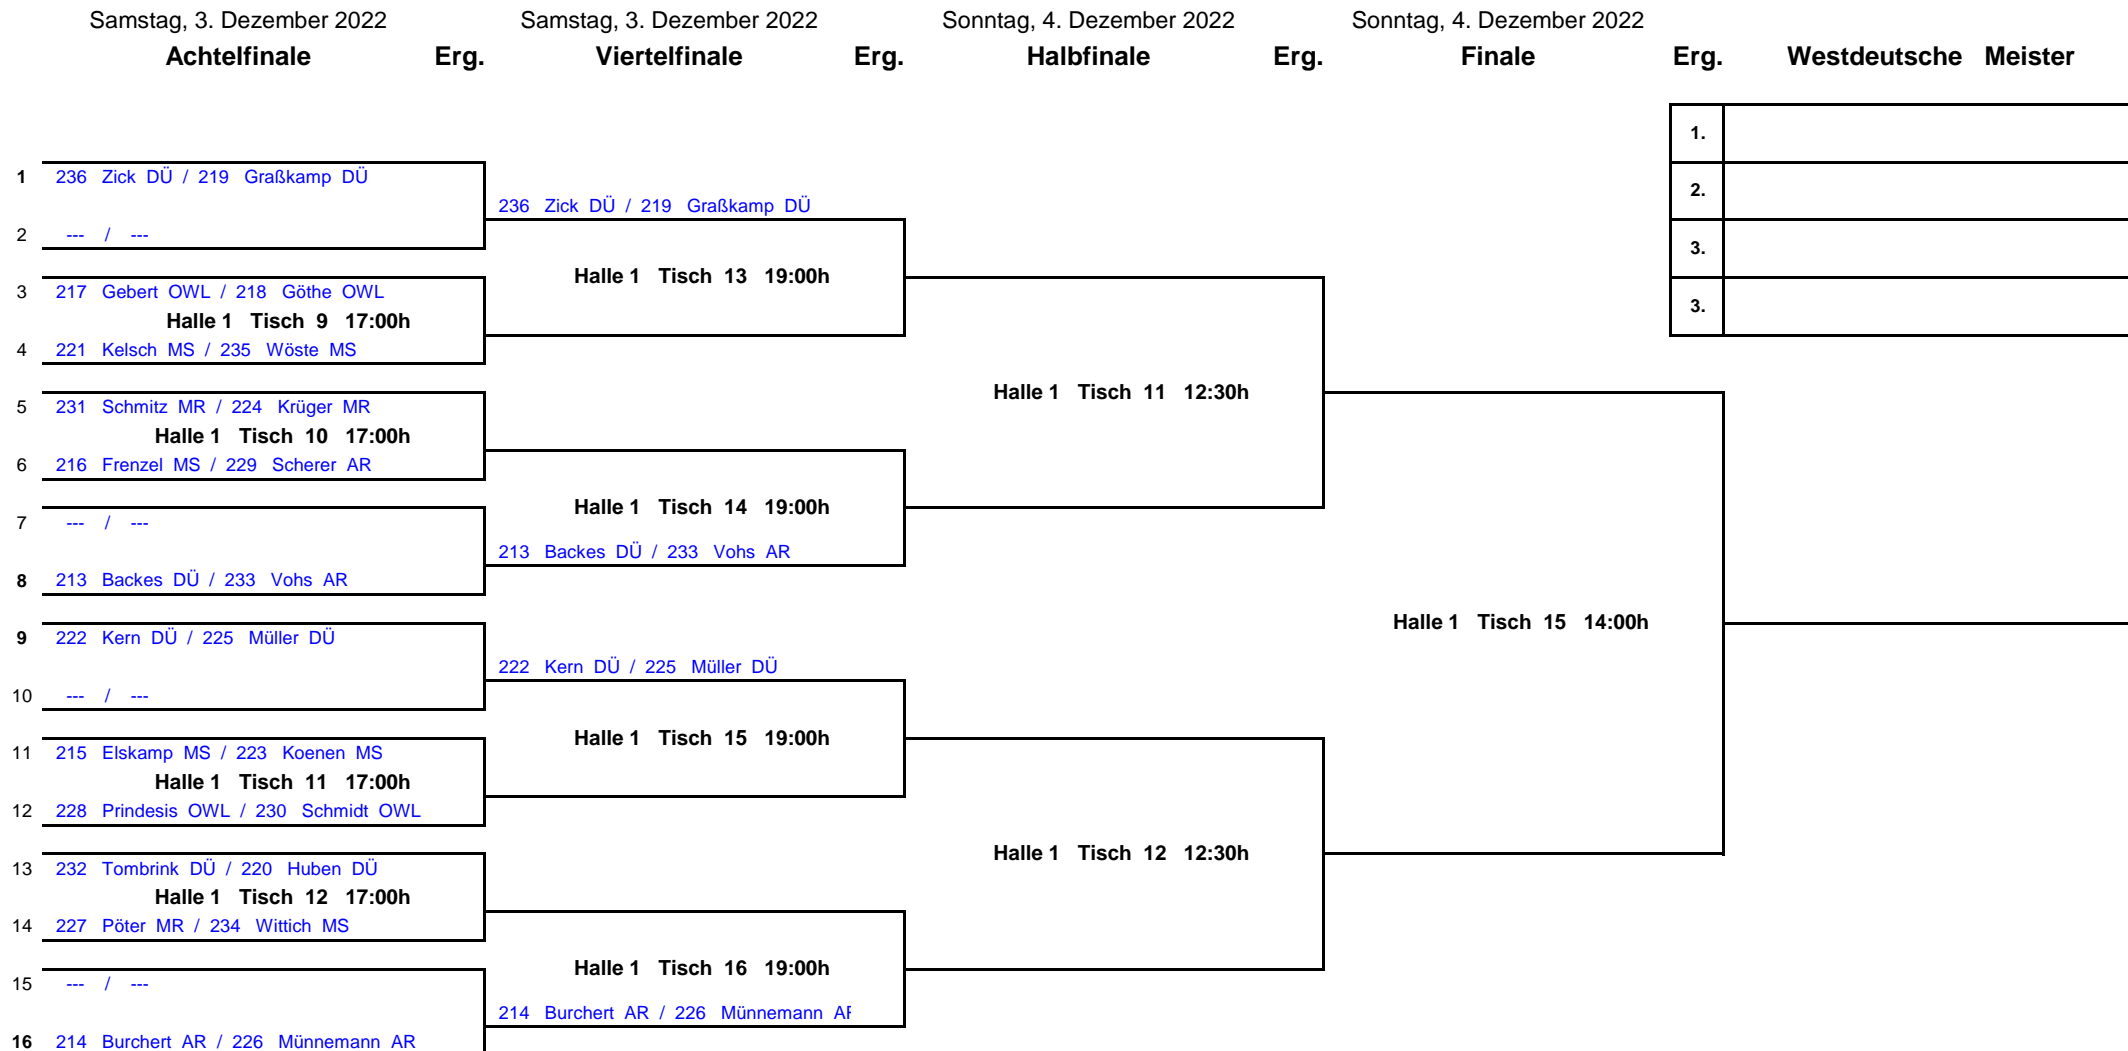 Samstag, 3. Dezember 2022 Samstag, 3. Dezember 2022 Sonntag, 4. Dezember 2022 Sonntag, 4. Dezember 2022
Achtelfinale Erg. Viertelfinale Erg. Halbfinale Erg. Finale Erg. Westdeutsche Meister
1.
1 236 Zick DÜ / 219 Graßkamp DÜ
2.
236 Zick DÜ / 219 Graßkamp DÜ
2 --- / ---
3.
Halle 1 Tisch 13 19:00h
3 217 Gebert OWL / 218 Göthe OWL
3.
Halle 1 Tisch 9 17:00h
4 221 Kelsch MS / 235 Wöste MS
Halle 1 Tisch 11 12:30h
5 231 Schmitz MR / 224 Krüger MR
Halle 1 Tisch 10 17:00h
6 216 Frenzel MS / 229 Scherer AR
Halle 1 Tisch 14 19:00h
7 --- / ---
213 Backes DÜ / 233 Vohs AR
8 213 Backes DÜ / 233 Vohs AR
Halle 1 Tisch 15 14:00h
9 222 Kern DÜ / 225 Müller DÜ
222 Kern DÜ / 225 Müller DÜ
10 --- / ---
Halle 1 Tisch 15 19:00h
11 215 Elskamp MS / 223 Koenen MS
Halle 1 Tisch 11 17:00h
12 228 Prindesis OWL / 230 Schmidt OWL
Halle 1 Tisch 12 12:30h
13 232 Tombrink DÜ / 220 Huben DÜ
Halle 1 Tisch 12 17:00h
14 227 Pöter MR / 234 Wittich MS
Halle 1 Tisch 16 19:00h
15 --- / ---
214 Burchert AR / 226 Münnemann A
16 214 Burchert AR / 226 Münnemann AR